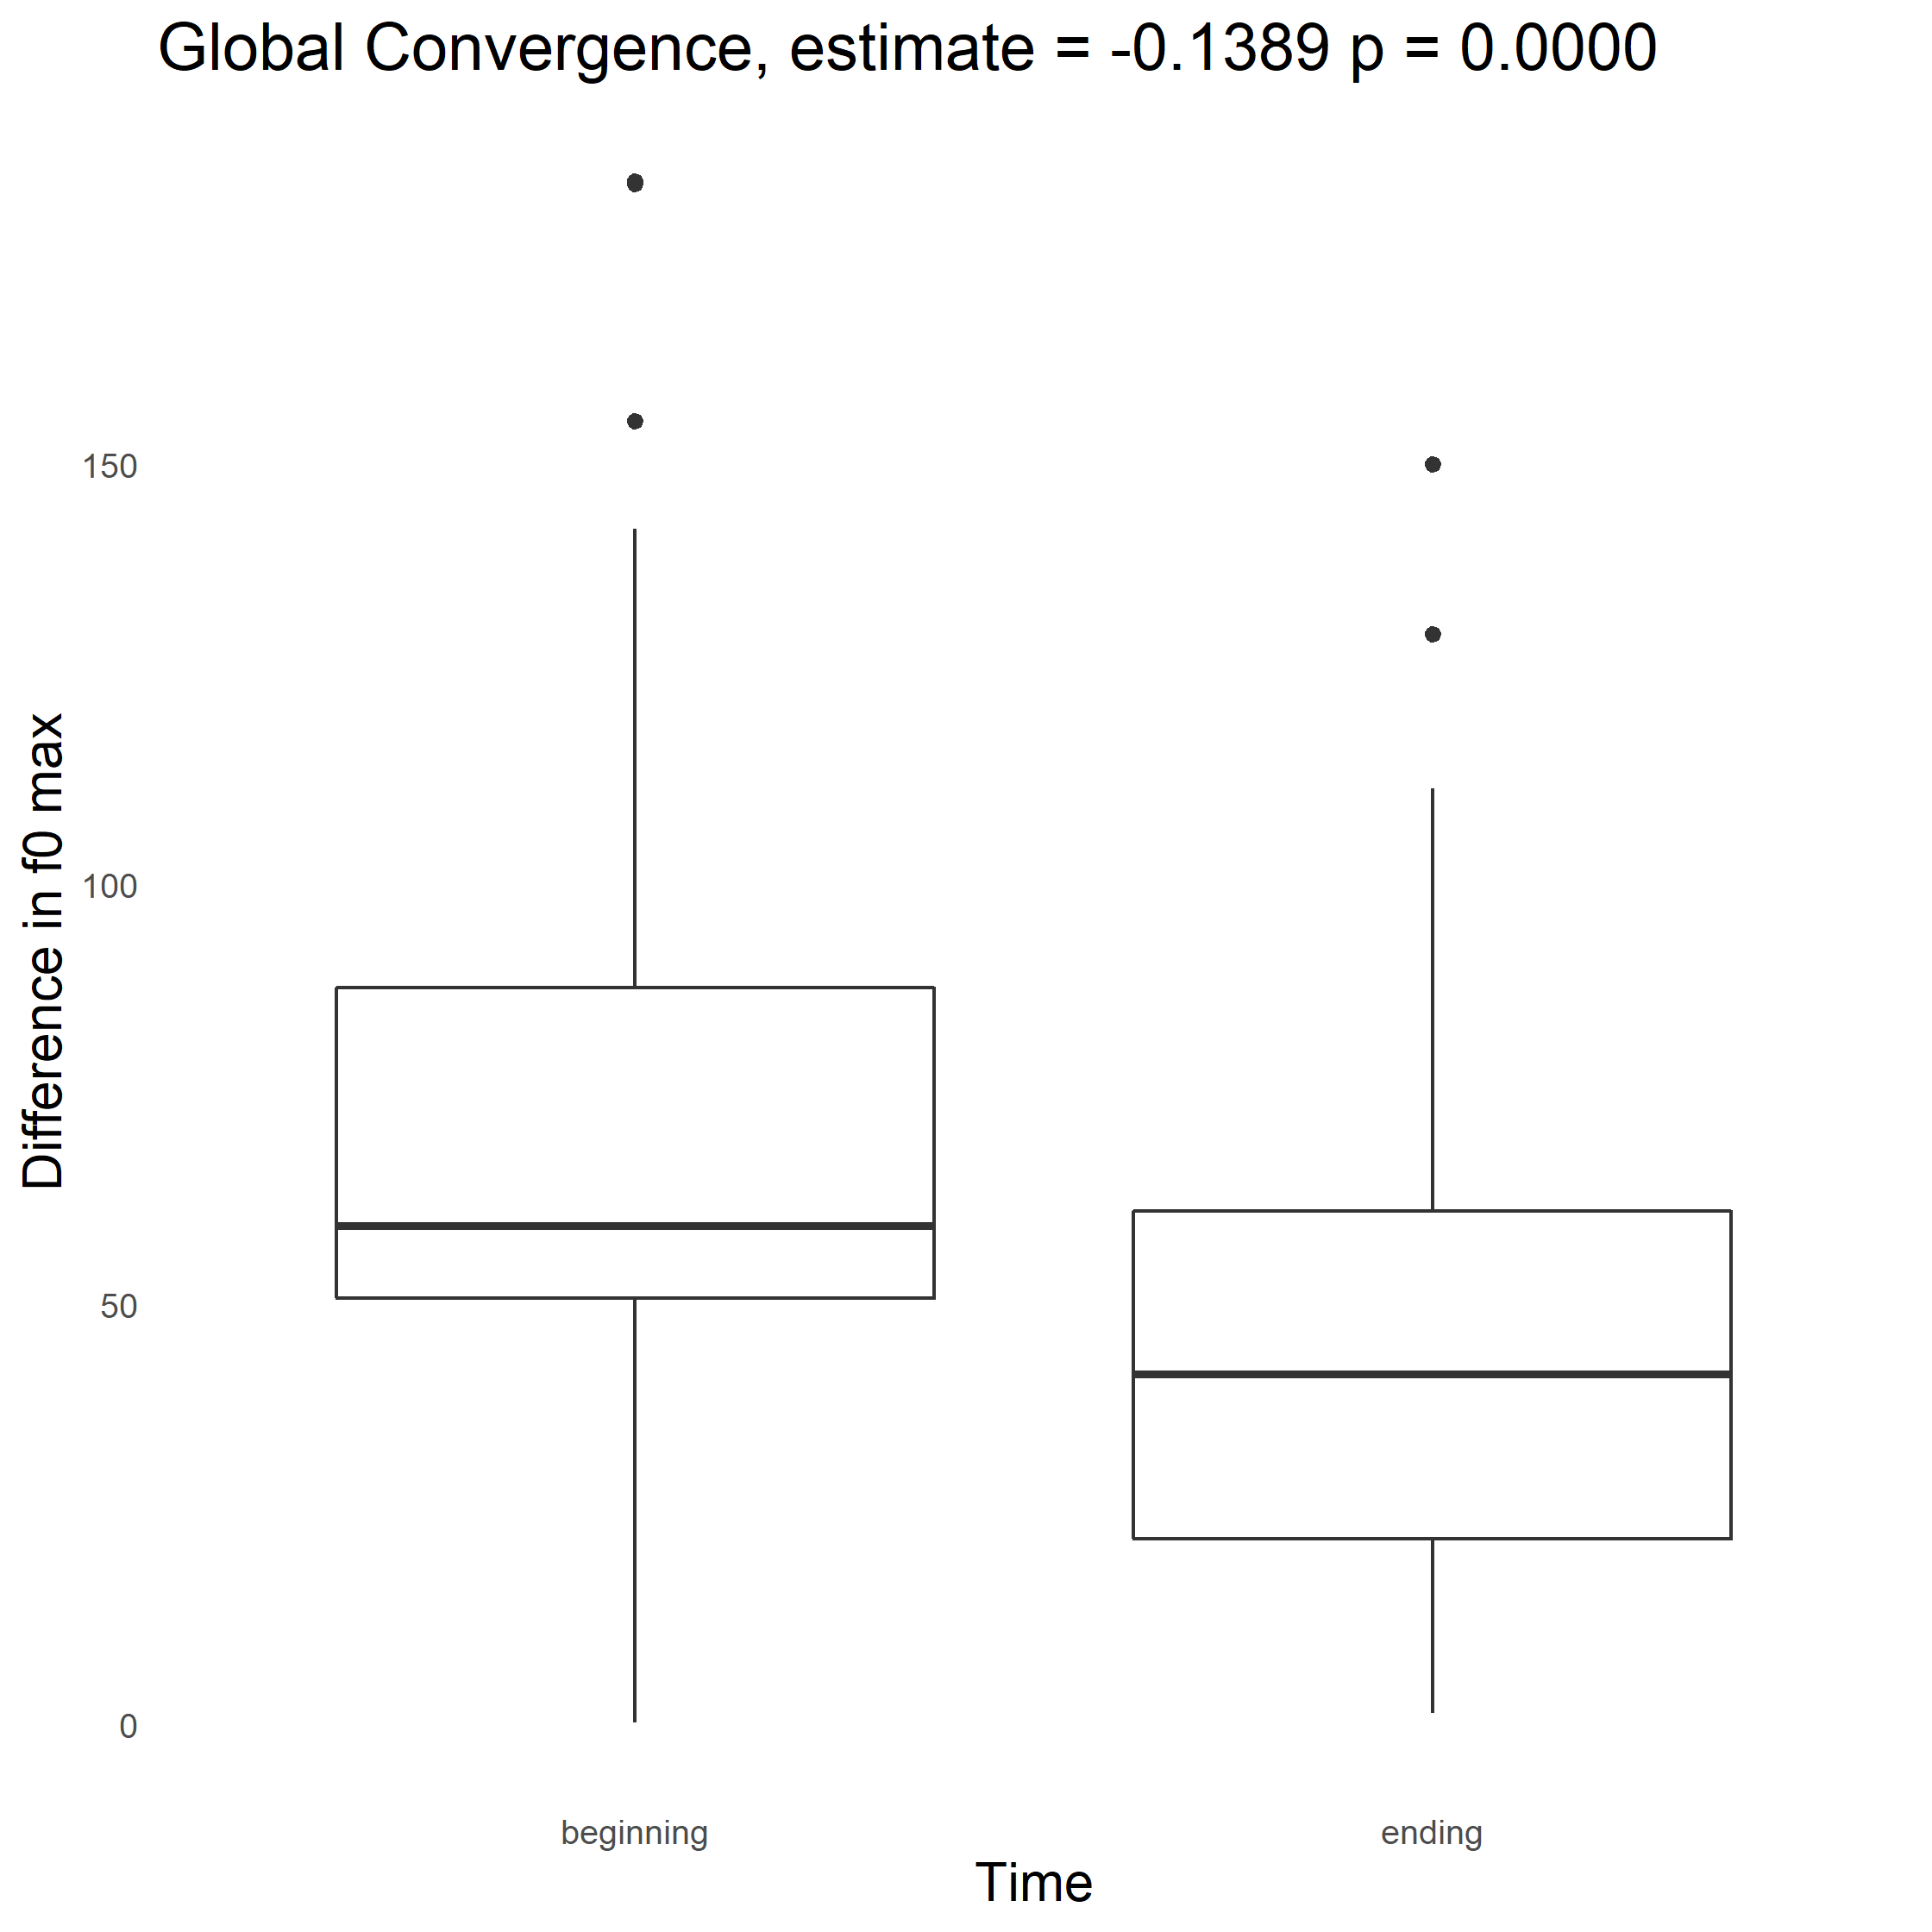 Global Convergence, estimate = -0.1389 p = 0.0000
Difference in f0 max
150
100
50
0
beginning
ending
Time